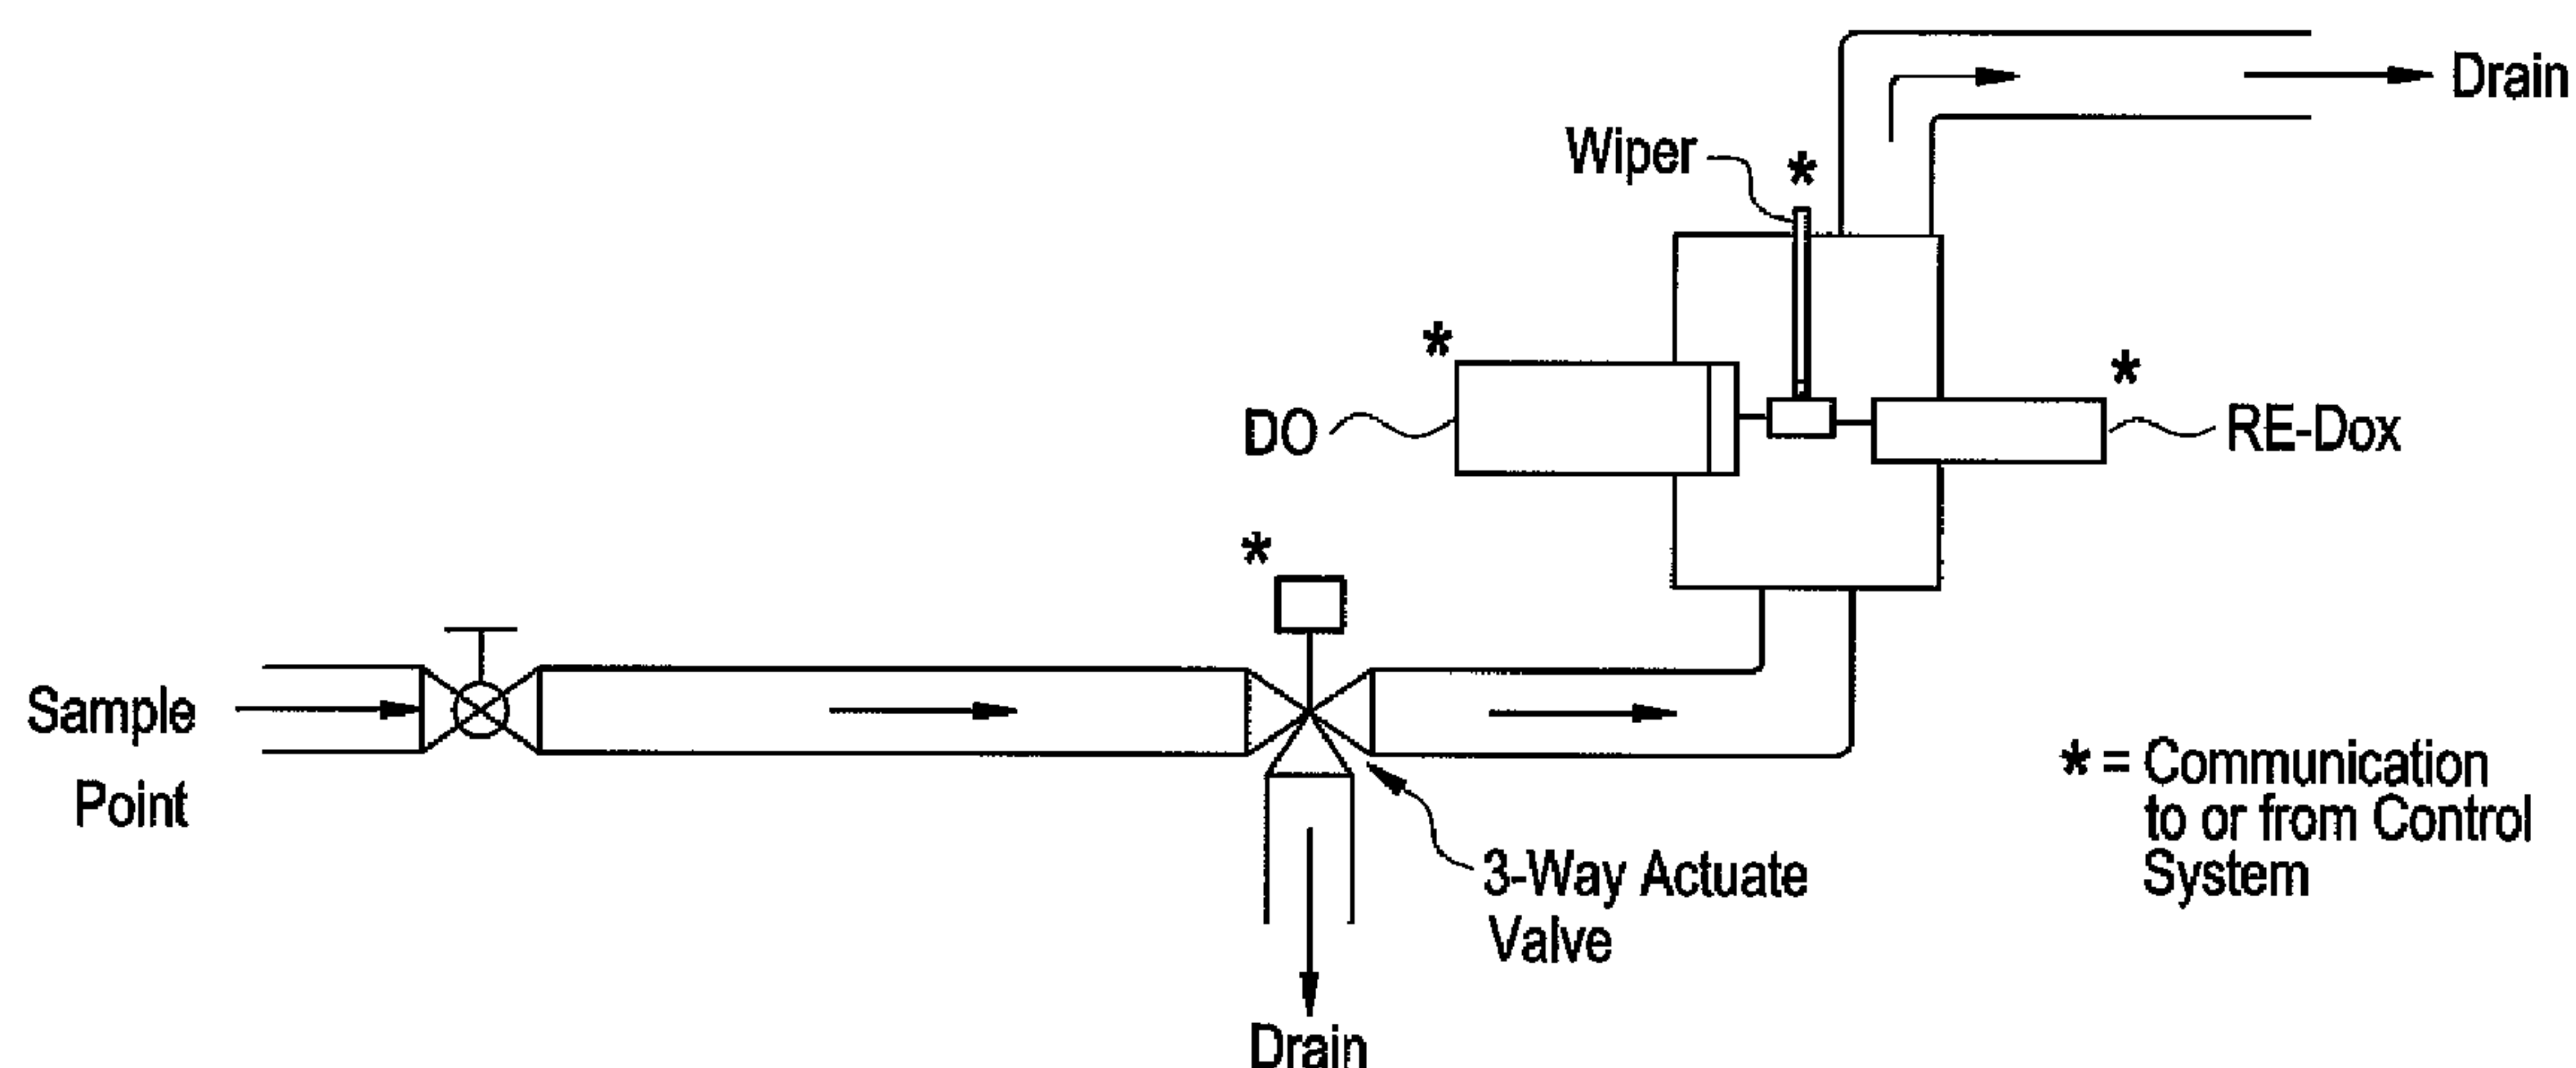 Drain
Wiper
*
*
*
DO
RE-Dox
*
Sample
Point
* = Communication
to or from Control
System
3-Way Actuate
Valve
Drain